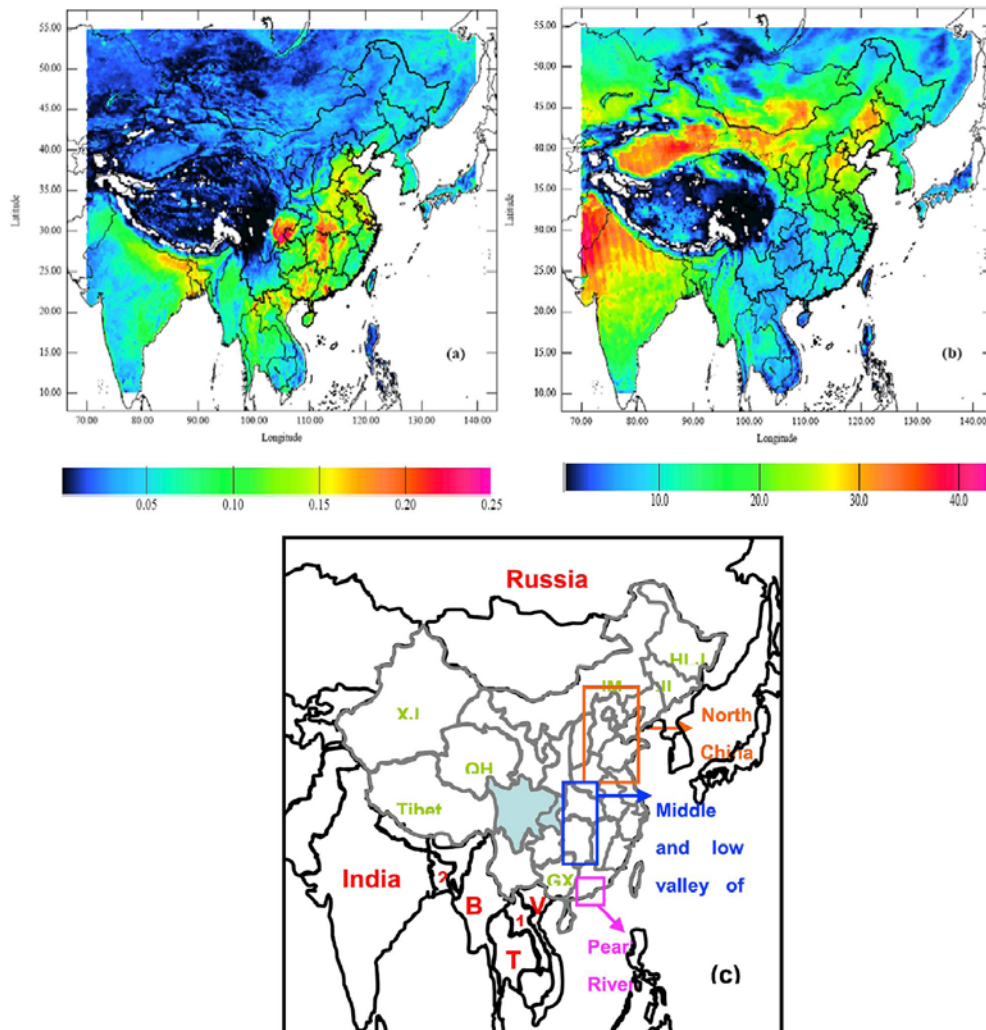 55.00
50.00
45.00
40.00
35.00
30.00
25.00
20.00
15.00
10.00
Latitude
(a)
70.00 80.00 90.00 100.00 110.00 120.00 130.00 140.00
Longitude
0.05 0.10 0.15 0.20 0.25
55.00
50.00
45.00
40.00
35.00
30.00
25.00
20.00
15.00
10.00
Latitude
(b)
70.00 80.00 90.00 100.00 110.00 120.00 130.00 140.00
Longitude
10.0 20.0 30.0 40.0
Russia
IM
XJ
QH
Tibet
North
China
Middle
and low
valley of
India
2
B
GX
V
1
T
Pear
River
(c)